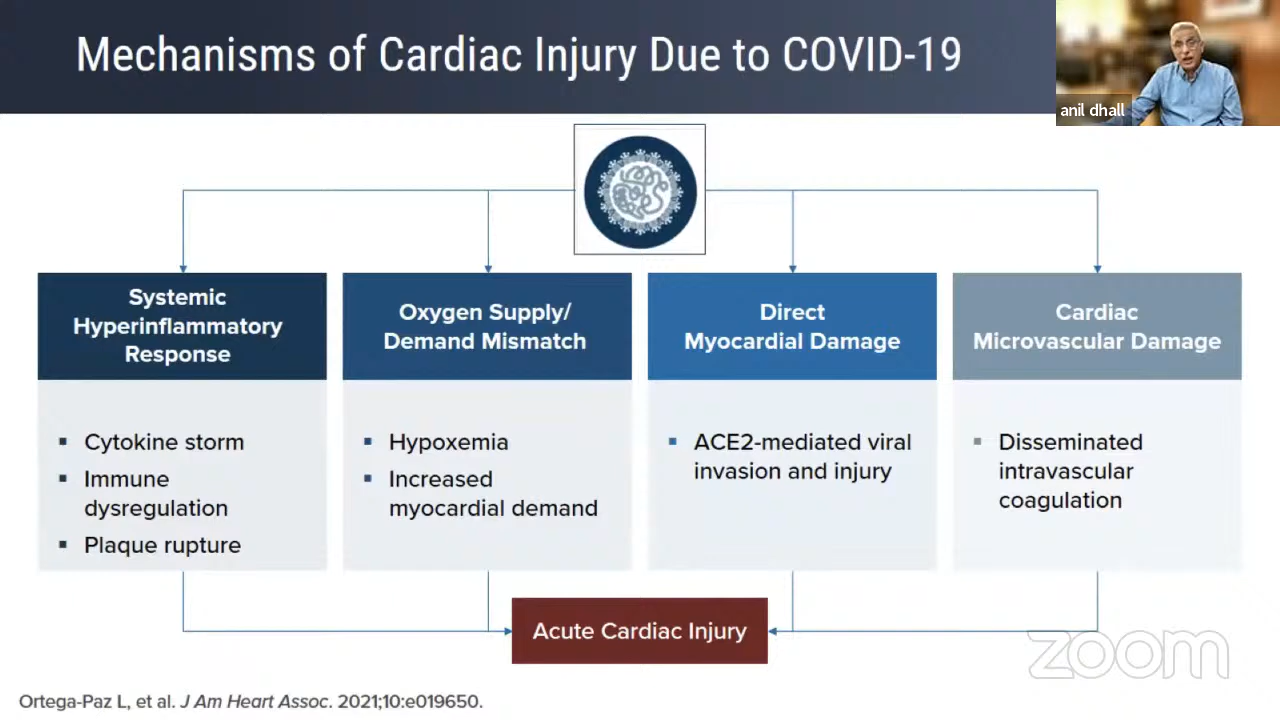 Mechanisms of Cardiac Injury Due to COVID-19
anil dhall
Systemic
Hyperinflammatory
Response
▪ Cytokine storm
▪ Immune
dysregulation
▪ Plaque rupture
Oxygen Supply/
Demand Mismatch
▪ Hypoxemia
▪ Increased
myocardial demand
Direct
Myocardial Damage
▪ ACE2-mediated viral
invasion and injury
Cardiac
Microvascular Damage
▪ Disseminated
intravascular
coagulation
Acute Cardiac Injury
zoom
Ortega-Paz L, et al. J Am Heart Assoc. 2021;10:e019650.